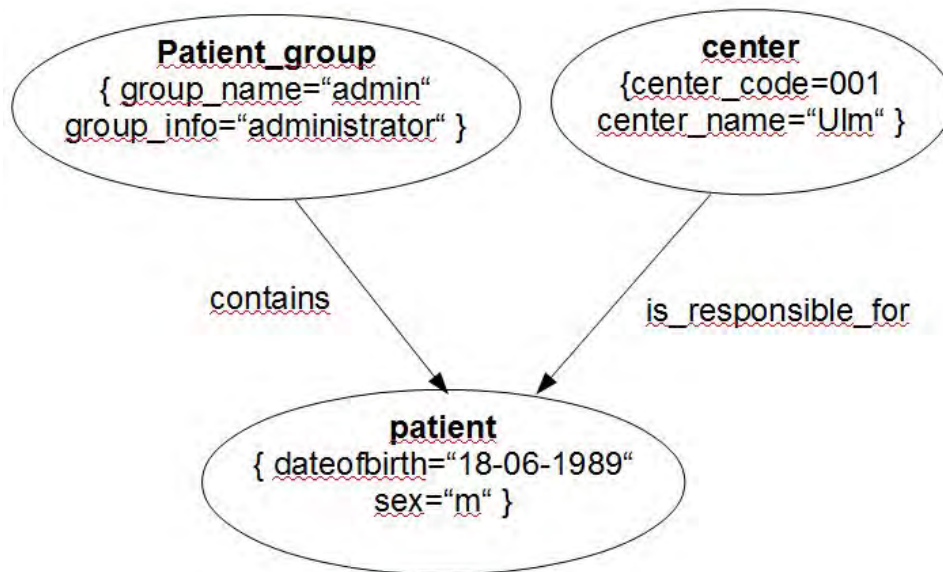 Patient_group
{ group_name=“admin“
group_info=“administrator“ }
center
{center_code=001
center_name=“Ulm“ }
contains
is_responsible_for
patient
{ dateofbirth=“18-06-1989“
sex=“m“ }